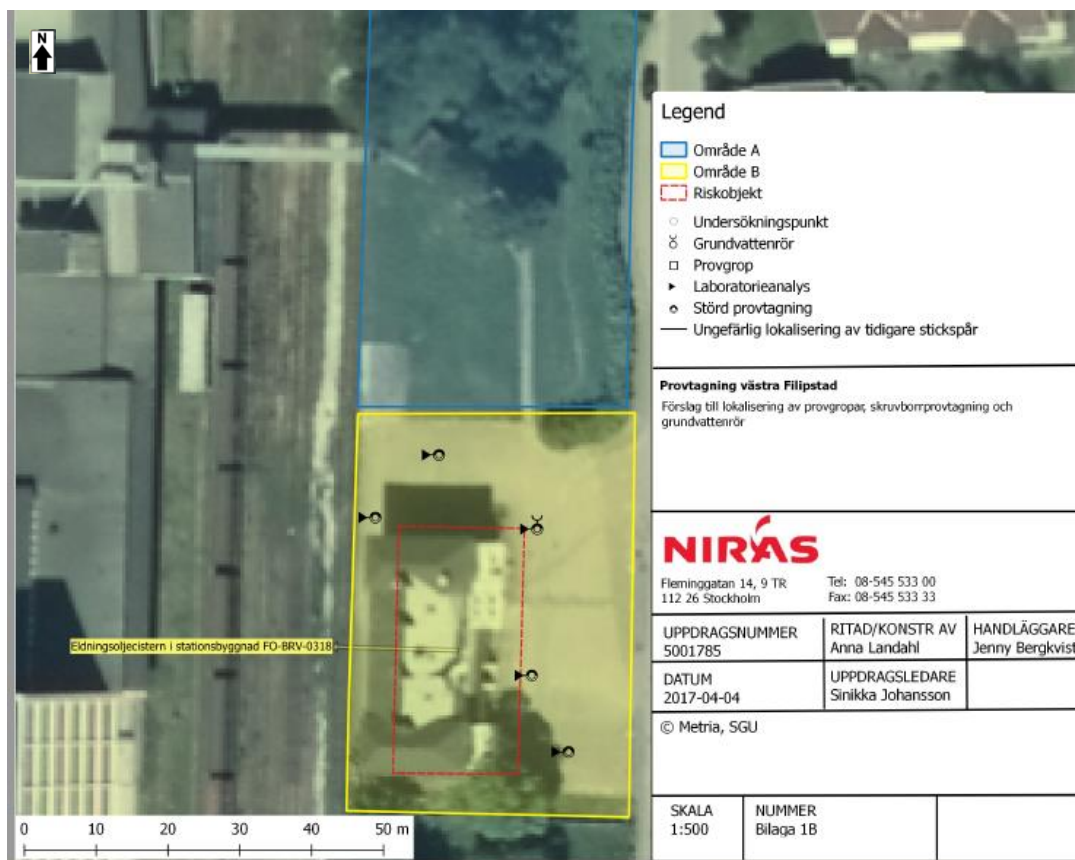 N
Legend
Område A
Område B
Riskobjekt
Undersökningspunkt
Grundvattenrör
Provgrop
Laboratorieanalys
Störd provtagning
Ungefärlig lokalisering av tidigare stickspår
Provtagning västra Filipstad
Förslag till lokalisering av provgropar, skruvborrprovtagning och
grundvattenrör
NIRAS
Fleminggatan 14, 9 TR
112 26 Stockholm
Tel: 08-545 533 00
Fax: 08-545 533 33
UPPDRAGSNUMMER
5001785
RITAD/KONSTR AV
Anna Landahl
HANDLÄGGARE
Jenny Bergkvist
DATUM
2017-04-04
UPPDRAGSLEDARE
Sinikka Johansson
© Metria, SGU
SKALA
1:500
NUMMER
Bilaga 1B
Eldningsoljecistern i stationsbyggnad FO-BRV-0318
0 10 20 30 40 50 m